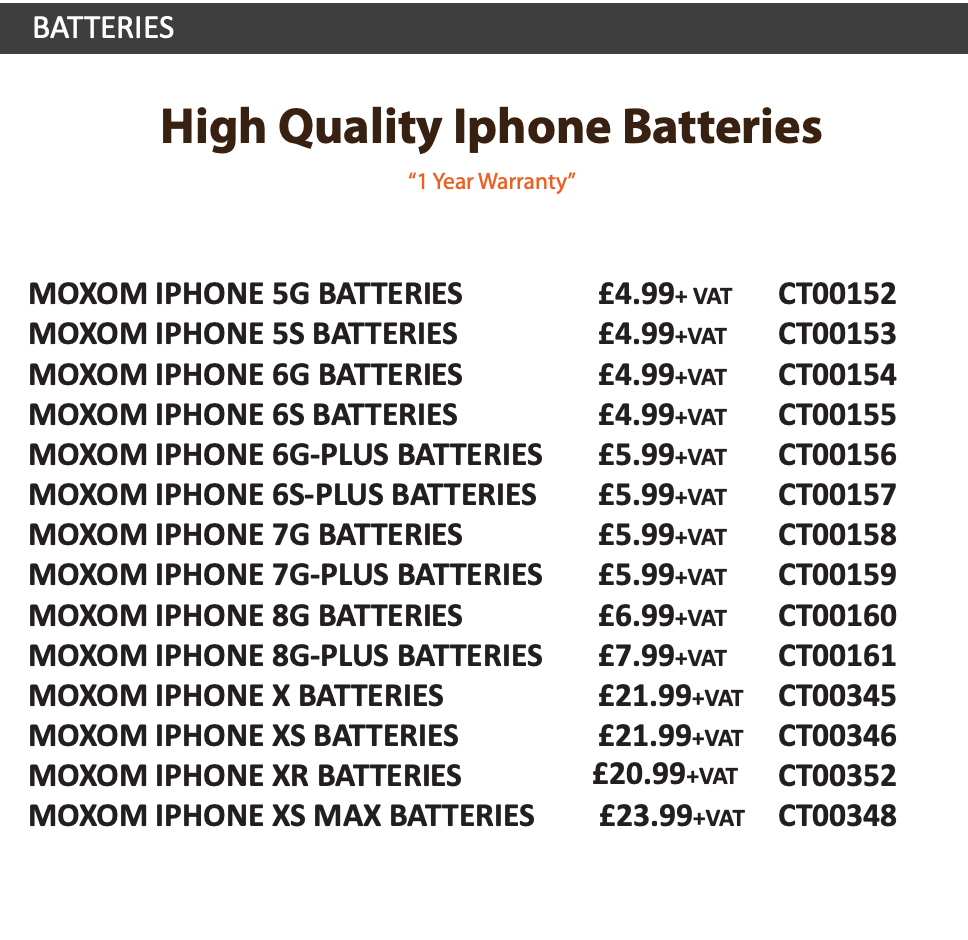 BATTERIES
High Quality Iphone Batteries
“1 Year Warranty”
MOXOM IPHONE 5G BATTERIES £4.99+ VAT CT00152
MOXOM IPHONE 5S BATTERIES £4.99+VAT CT00153
MOXOM IPHONE 6G BATTERIES £4.99+VAT CT00154
MOXOM IPHONE 6S BATTERIES £4.99+VAT CT00155
MOXOM IPHONE 6G-PLUS BATTERIES £5.99+VAT CT00156
MOXOM IPHONE 6S-PLUS BATTERIES £5.99+VAT CT00157
MOXOM IPHONE 7G BATTERIES £5.99+VAT CT00158
MOXOM IPHONE 7G-PLUS BATTERIES £5.99+VAT CT00159
MOXOM IPHONE 8G BATTERIES £6.99+VAT CT00160
MOXOM IPHONE 8G-PLUS BATTERIES £7.99+VAT CT00161
MOXOM IPHONE X BATTERIES £21.99+VAT CT00345
MOXOM IPHONE XS BATTERIES £21.99+VAT CT00346
MOXOM IPHONE XR BATTERIES £20.99+VAT CT00352
MOXOM IPHONE XS MAX BATTERIES £23.99+VAT CT00348